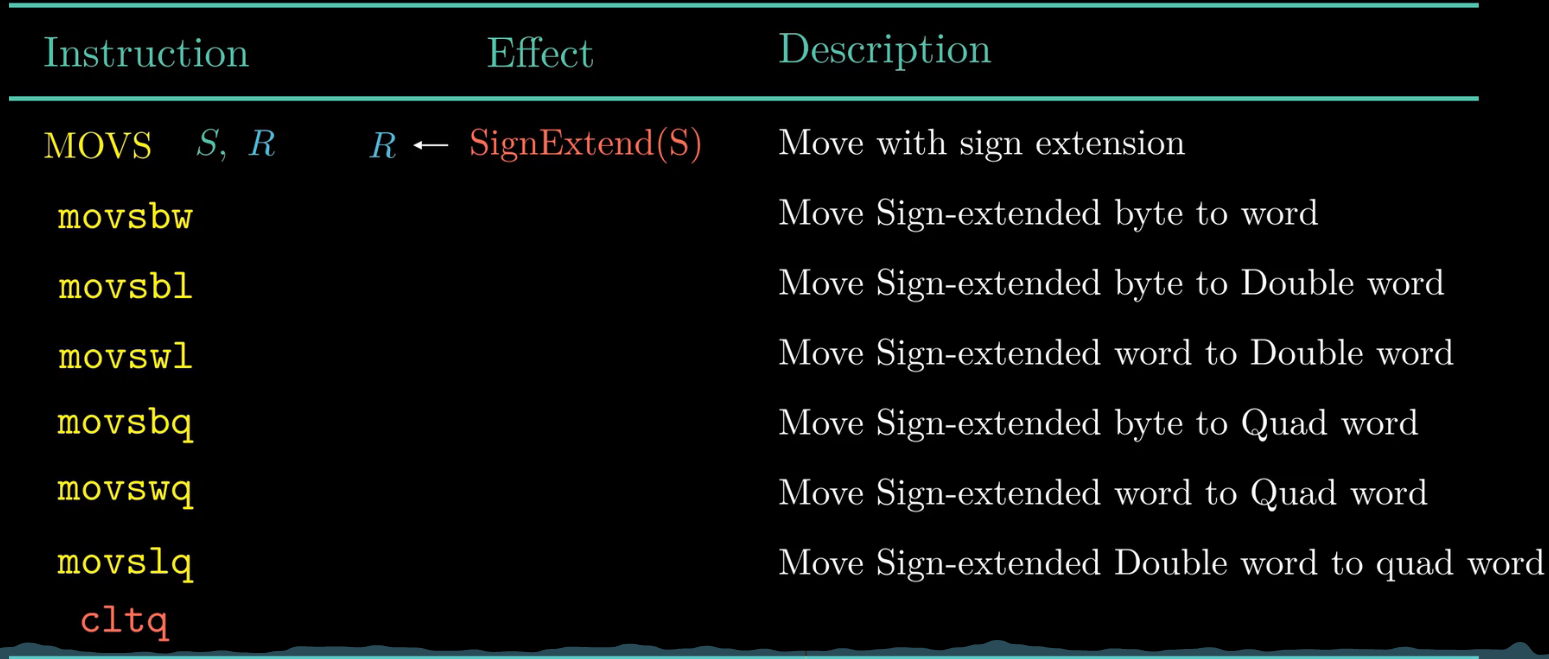 Instruction Effect Description
MOVS S, R R ← SignExtend(S) Move with sign extension
movsbw Move Sign-extended byte to word
movsbl Move Sign-extended byte to Double word
movswl Move Sign-extended word to Double word
movsbq Move Sign-extended byte to Quad word
movswq Move Sign-extended word to Quad word
movslq Move Sign-extended Double word to quad word
cltq